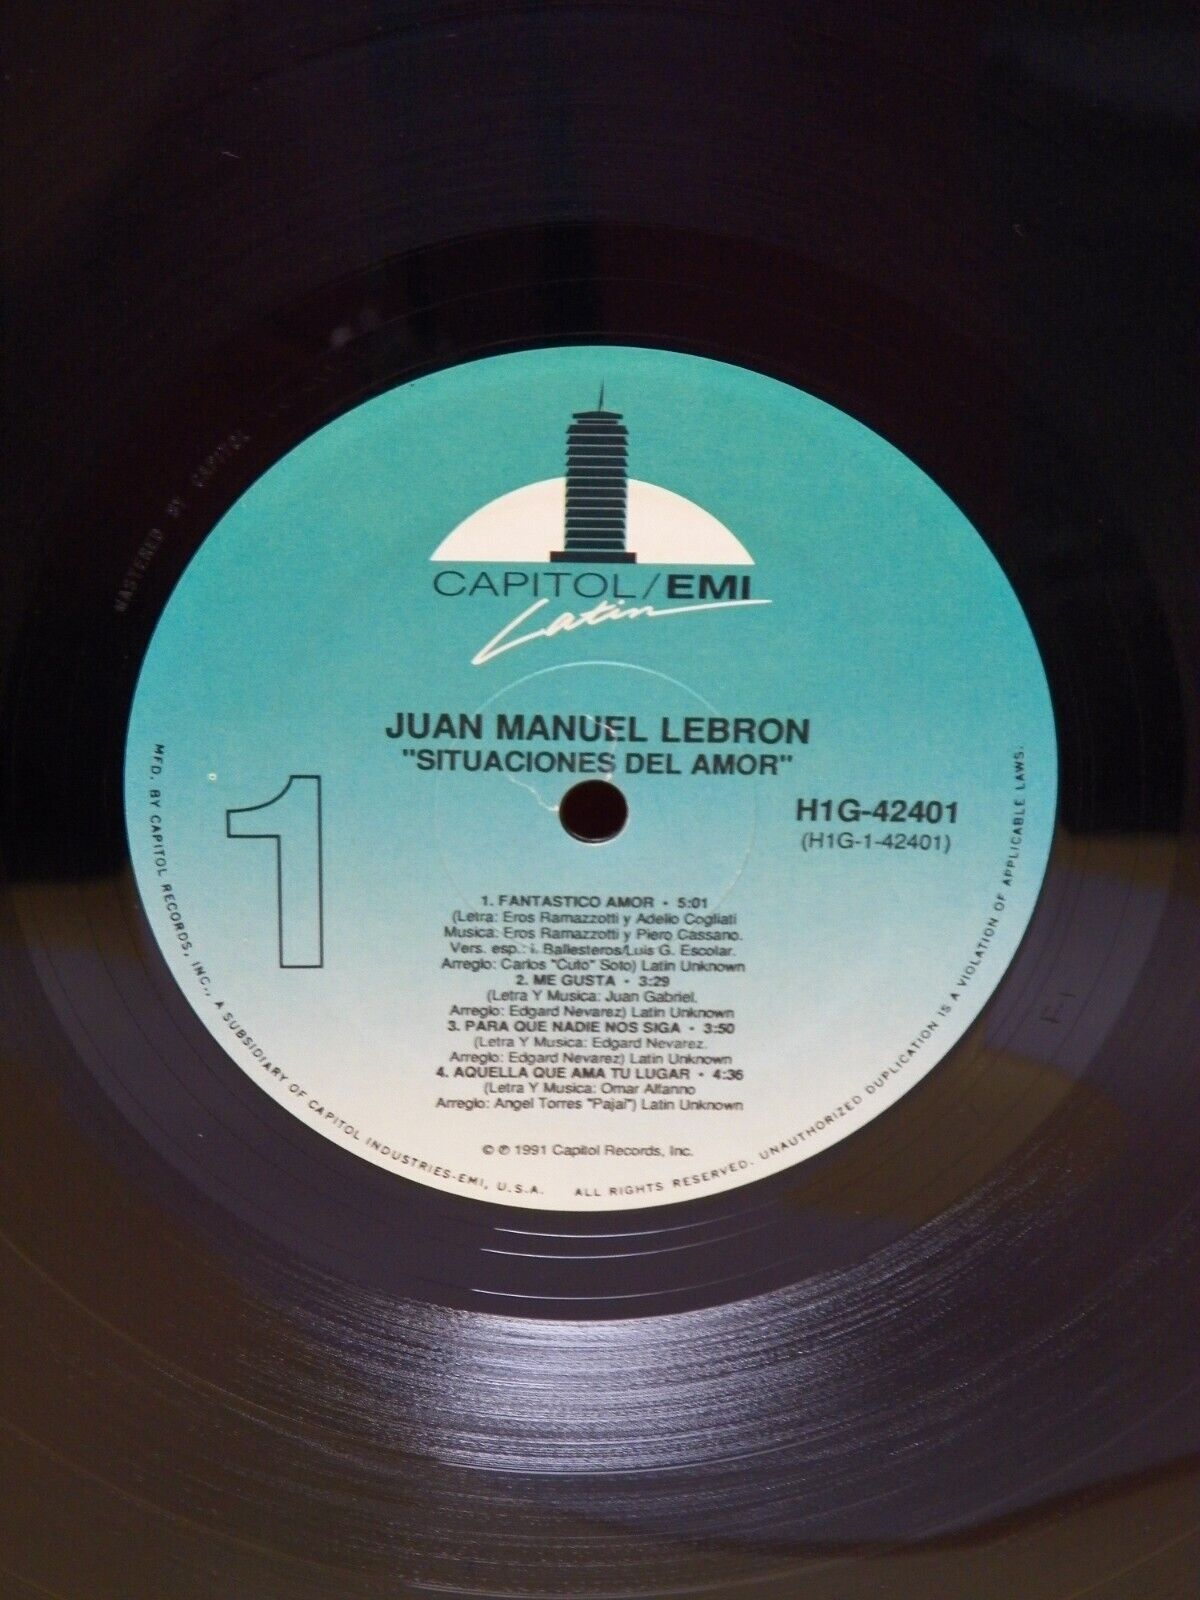 MASTERED BY CAPITOL
CAPITOL/EMI
Latin
JUAN MANUEL LEBRON
"SITUACIONES DEL AMOR"
1
H1G-42401
(H1G-1-42401)
1. FANTASTICO AMOR • 5:01
(Letra: Eros Ramazzotti y Adelio Cogliati
Musica: Eros Ramazzotti y Piero Cassano.
Vers. esp.: I. Ballesteros/Luis G. Escolar.
Arreglo: Carlos "Cuto" Soto) Latin Unknown
2. ME GUSTA • 3:29
(Letra Y Musica: Juan Gabriel.
Arreglo: Edgard Nevarez) Latin Unknown
3. PARA QUE NADIE NOS SIGA • 3:50
(Letra Y Musica: Edgard Nevarez.
Arreglo: Edgard Nevarez) Latin Unknown
4. AQUELLA QUE AMA TU LUGAR • 4:36
(Letra Y Musica: Omar Alfanno
Arreglo: Angel Torres "Pajai") Latin Unknown
© ℗ 1991 Capitol Records, Inc.
MFD. BY CAPITOL RECORDS, INC., A SUBSIDIARY OF CAPITOL INDUSTRIES-EMI, U.S.A. ALL RIGHTS RESERVED. UNAUTHORIZED DUPLICATION IS A VIOLATION OF APPLICABLE LAWS.